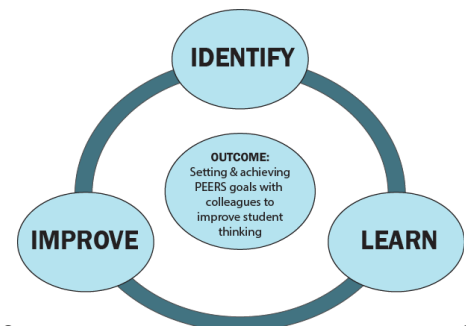 IDENTIFY
OUTCOME:
Setting & achieving
PEERS goals with
colleagues to
improve student
thinking
IMPROVE
LEARN